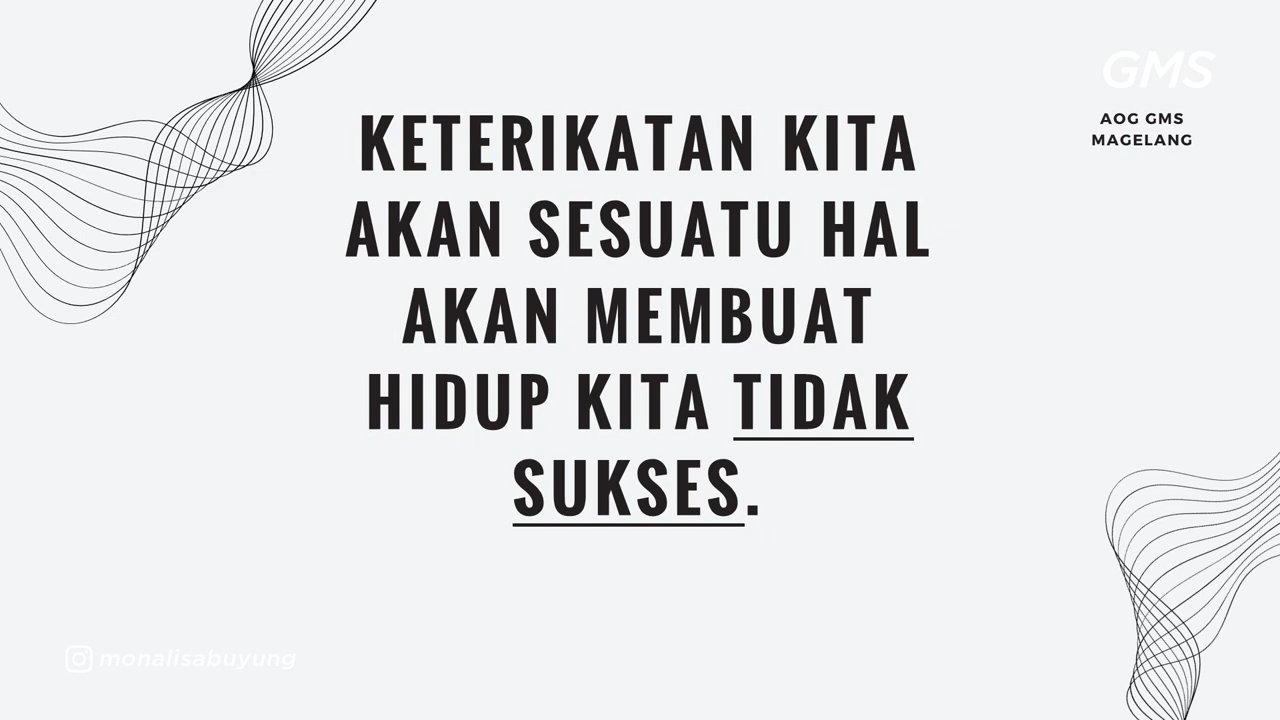 GMS
AOG GMS
MAGELANG
KETERIKATAN KITA
AKAN SESUATU HAL
AKAN MEMBUAT
HIDUP KITA TIDAK
SUKSES.
monalisabuyung